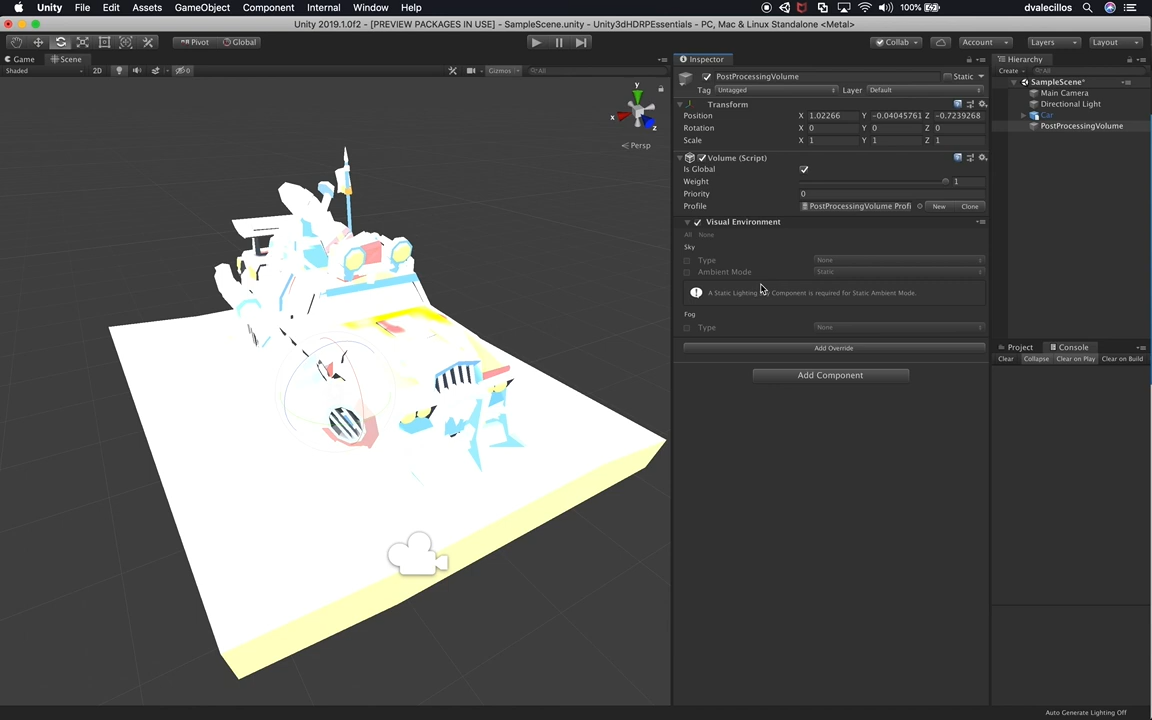 Unity File Edit Assets GameObject Component Internal Window Help 100% dvalecillos
Unity 2019.1.0f2 - [PREVIEW PACKAGES IN USE] - SampleScene.unity - Unity3dHDRPEssentials - PC, Mac & Linux Standalone <Metal>
Pivot Global Collab Account Layers Layout
Game Scene
Shaded 2D 0 Gizmos All
y
x
z
Persp
Inspector
PostProcessingVolume Static
Tag Untagged Layer Default
Transform
Position X 1.02266 Y -0.04045761 Z -0.7239268
Rotation X 0 Y 0 Z 0
Scale X 1 Y 1 Z 1
Volume (Script)
Is Global
Weight 1
Priority 0
Profile PostProcessingVolume Profi New Clone
Visual Environment
All None
Sky
Type None
Ambient Mode Static
A Static Lighting Sky Component is required for Static Ambient Mode.
Fog
Type None
Add Override
Add Component
Hierarchy
Create All
SampleScene*
Main Camera
Directional Light
Car
PostProcessingVolume
Project Console
Clear Collapse Clear on Play Clear on Build
Auto Generate Lighting Off